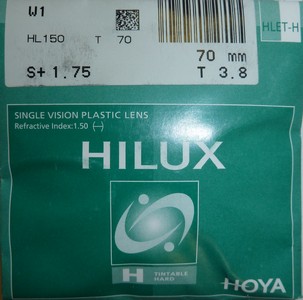 W1
HL150 T 70
HLET-H
70 mm
S+ 1.75 T 3.8
SINGLE VISION PLASTIC LENS
Refractive Index:1.50 (—)
HILUX
H TINTABLE HARD
HOYA